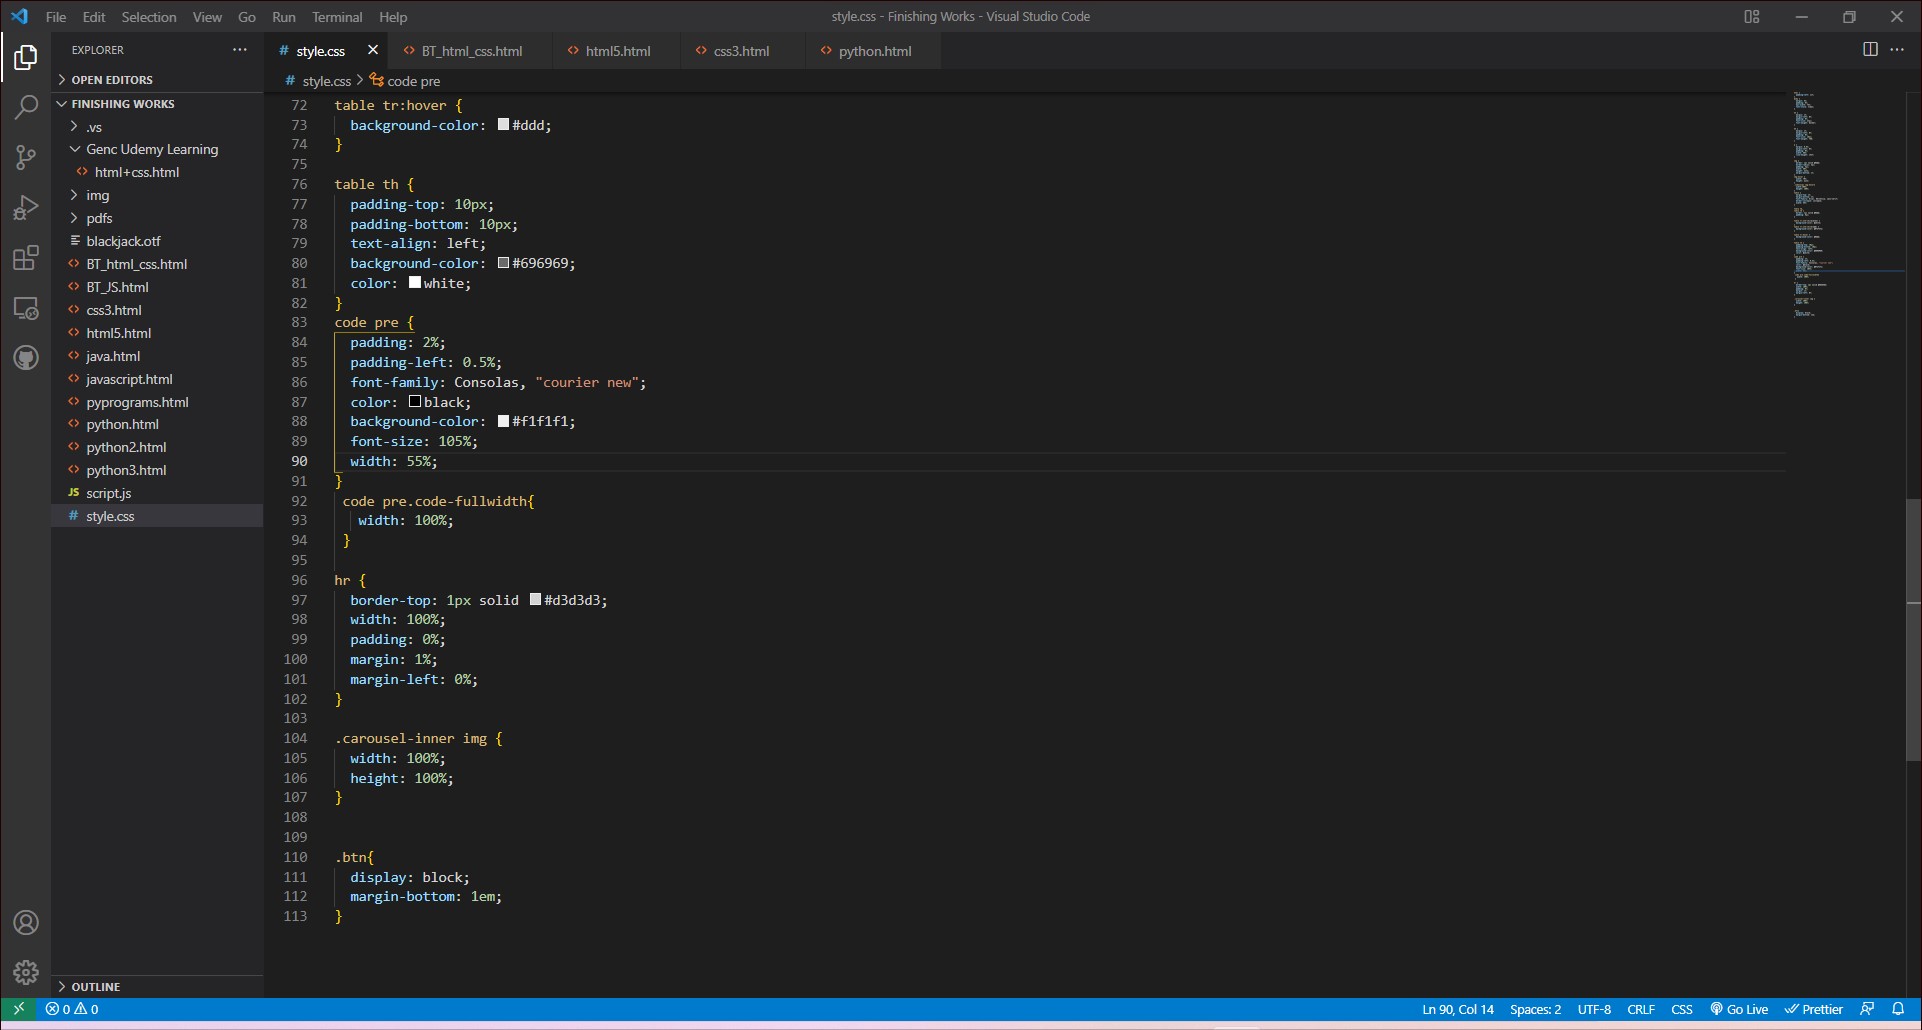 File Edit Selection View Go Run Terminal Help
style.css - Finishing Works - Visual Studio Code
EXPLORER
OPEN EDITORS
FINISHING WORKS
.vs
Genc Udemy Learning
html+css.html
img
pdfs
blackjack.otf
BT_html_css.html
BT_JS.html
css3.html
html5.html
java.html
javascript.html
pyprograms.html
python.html
python2.html
python3.html
JS script.js
# style.css
OUTLINE
# style.css BT_html_css.html html5.html css3.html python.html
# style.css > code pre
72 table tr:hover {
73 background-color: #ddd;
74 }
75
76 table th {
77 padding-top: 10px;
78 padding-bottom: 10px;
79 text-align: left;
80 background-color: #696969;
81 color: white;
82 }
83 code pre {
84 padding: 2%;
85 padding-left: 0.5%;
86 font-family: Consolas, "courier new";
87 color: black;
88 background-color: #f1f1f1;
89 font-size: 105%;
90 width: 55%;
91 }
92 code pre.code-fullwidth{
93 width: 100%;
94 }
95
96 hr {
97 border-top: 1px solid #d3d3d3;
98 width: 100%;
99 padding: 0%;
100 margin: 1%;
101 margin-left: 0%;
102 }
103
104 .carousel-inner img {
105 width: 100%;
106 height: 100%;
107 }
108
109
110 .btn{
111 display: block;
112 margin-bottom: 1em;
113 }
0 0
Ln 90, Col 14 Spaces: 2 UTF-8 CRLF CSS Go Live Prettier